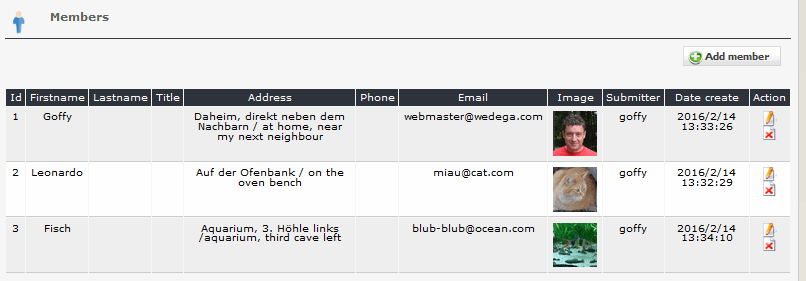 Members
Add member
Id Firstname Lastname Title Address Phone Email Image Submitter Date create Action
1 Goffy Daheim, direkt neben dem webmaster@wedega.com goffy 2016/2/14
Nachbarn / at home, near 13:33:26
my next neighbour
2 Leonardo Auf der Ofenbank / on the miau@cat.com goffy 2016/2/14
the oven bench 13:32:29
3 Fisch Aquarium, 3. Höhle links blub-blub@ocean.com goffy 2016/2/14
/aquarium, third cave left 13:34:10